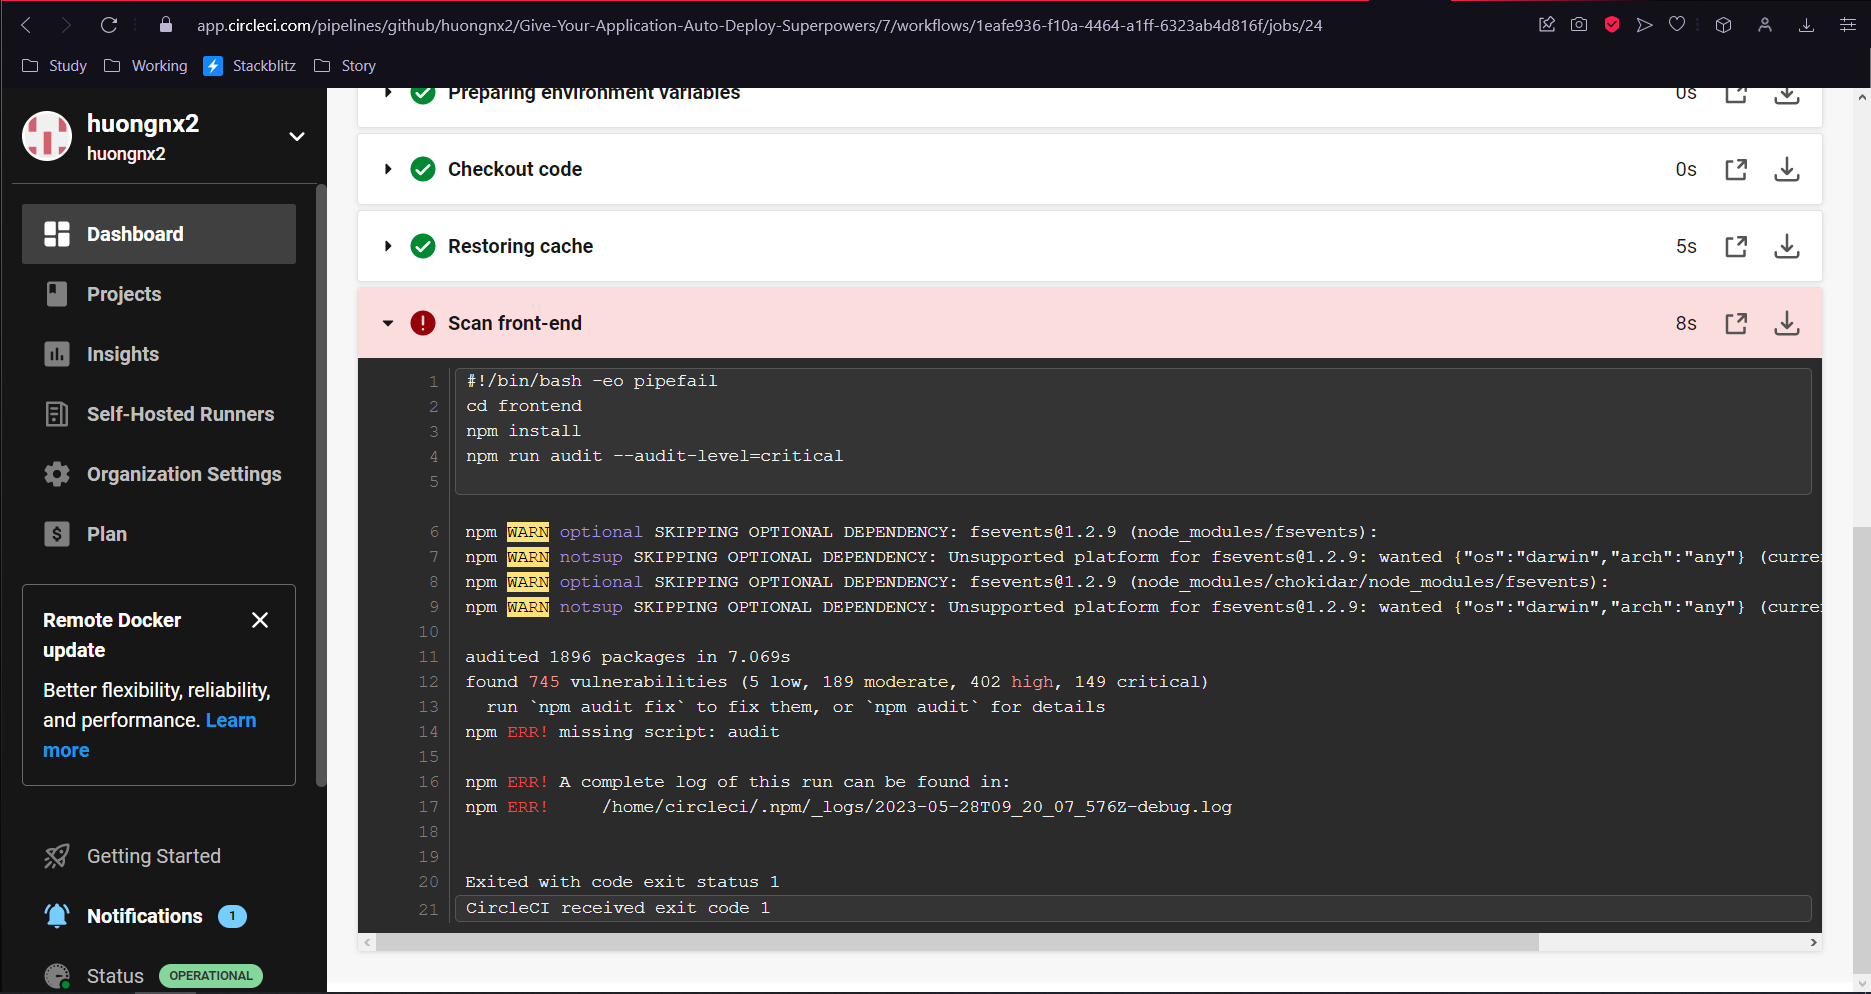 app.circleci.com/pipelines/github/huongnx2/Give-Your-Application-Auto-Deploy-Superpowers/7/workflows/1eafe936-f10a-4464-a1ff-6323ab4d816f/jobs/24
Study Working Stackblitz Story
huongnx2
huongnx2
Dashboard
Projects
Insights
Self-Hosted Runners
Organization Settings
Plan
Remote Docker
update
Better flexibility, reliability,
and performance. Learn
more
Getting Started
Notifications 1
Status OPERATIONAL
Preparing environment variables 0s
Checkout code 0s
Restoring cache 5s
Scan front-end 8s
1 #!/bin/bash -eo pipefail
2 cd frontend
3 npm install
4 npm run audit --audit-level=critical
5
6 npm WARN optional SKIPPING OPTIONAL DEPENDENCY: fsevents@1.2.9 (node_modules/fsevents):
7 npm WARN notsup SKIPPING OPTIONAL DEPENDENCY: Unsupported platform for fsevents@1.2.9: wanted {"os":"darwin","arch":"any"} (curre
8 npm WARN optional SKIPPING OPTIONAL DEPENDENCY: fsevents@1.2.9 (node_modules/chokidar/node_modules/fsevents):
9 npm WARN notsup SKIPPING OPTIONAL DEPENDENCY: Unsupported platform for fsevents@1.2.9: wanted {"os":"darwin","arch":"any"} (curre
10
11 audited 1896 packages in 7.069s
12 found 745 vulnerabilities (5 low, 189 moderate, 402 high, 149 critical)
13 run `npm audit fix` to fix them, or `npm audit` for details
14 npm ERR! missing script: audit
15
16 npm ERR! A complete log of this run can be found in:
17 npm ERR! /home/circleci/.npm/_logs/2023-05-28T09_20_07_576Z-debug.log
18
19
20 Exited with code exit status 1
21 CircleCI received exit code 1